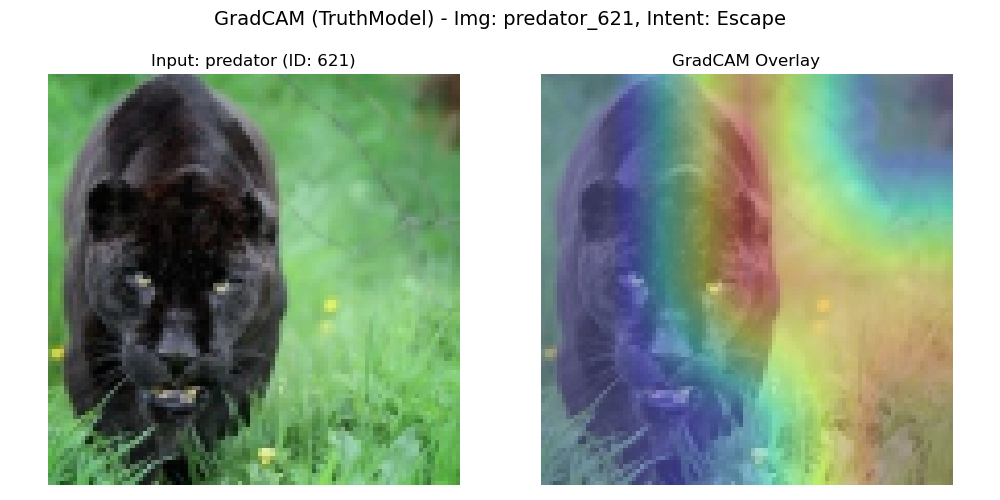 GradCAM (TruthModel) - Img: predator_621, Intent: Escape
Input: predator (ID: 621)
GradCAM Overlay